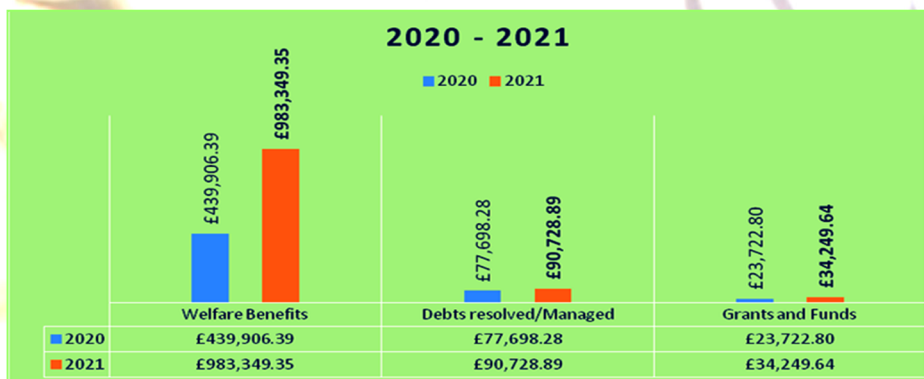 2020 - 2021
2020 2021
£439,906.39
£983,349.35
£77,698.28
£90,728.89
£23,722.80
£34,249.64
Welfare Benefits Debts resolved/Managed Grants and Funds
2020 £439,906.39 £77,698.28 £23,722.80
2021 £983,349.35 £90,728.89 £34,249.64